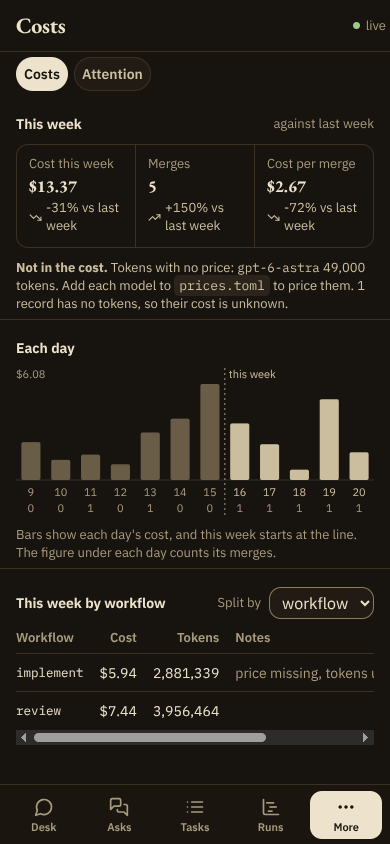 Costs
live
Costs
Attention
This week
against last week
Cost this week
$13.37
-31% vs last
week
Merges
5
+150% vs
last week
Cost per merge
$2.67
-72% vs last
week
Not in the cost. Tokens with no price: gpt-6-astra 49,000
tokens. Add each model to prices.toml to price them. 1
record has no tokens, so their cost is unknown.
Each day
$6.08
this week
9 10 11 12 13 14 15 16 17 18 19 20
0 0 1 0 1 0 0 1 1 1 1 1
Bars show each day's cost, and this week starts at the line.
The figure under each day counts its merges.
This week by workflow
Split by
workflow
Workflow Cost Tokens Notes
implement $5.94 2,881,339 price missing, tokens
review $7.44 3,956,464
Desk Asks Tasks Runs More